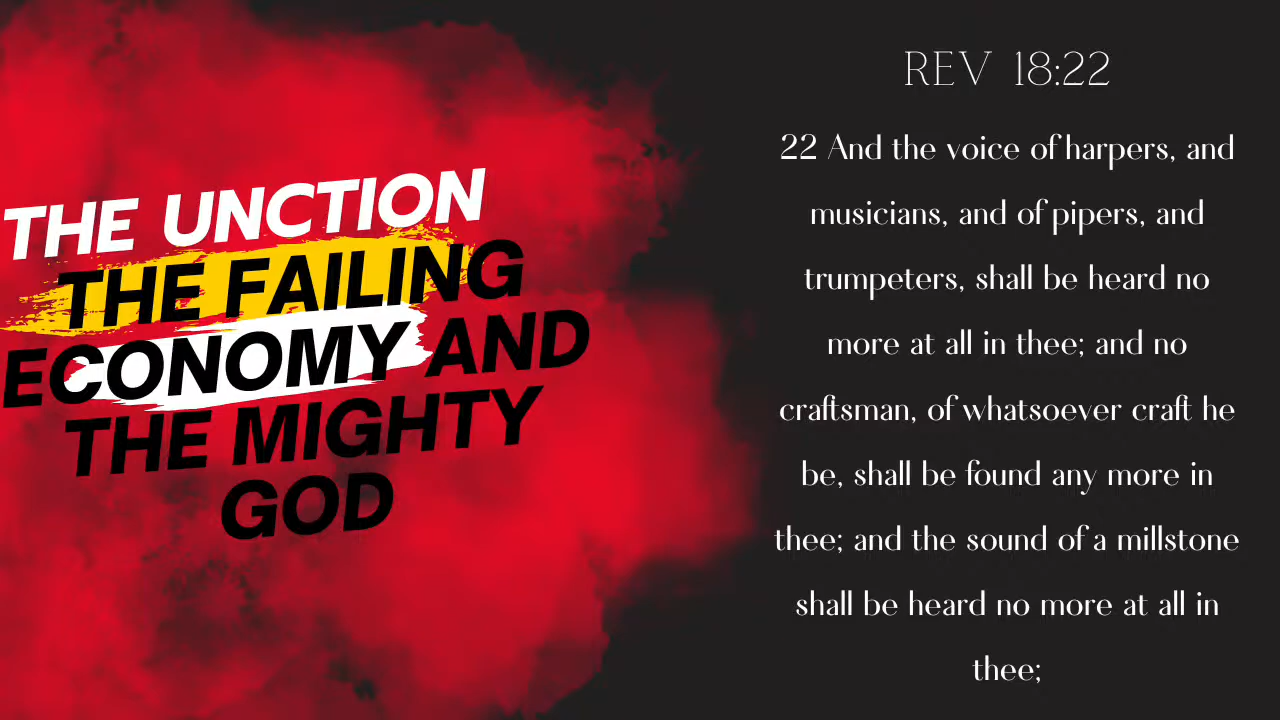 THE UNCTION
THE FAILING
ECONOMY AND
THE MIGHTY
GOD
REV 18:22
22 And the voice of harpers, and
musicians, and of pipers, and
trumpeters, shall be heard no
more at all in thee; and no
craftsman, of whatsoever craft he
be, shall be found any more in
thee; and the sound of a millstone
shall be heard no more at all in
thee;